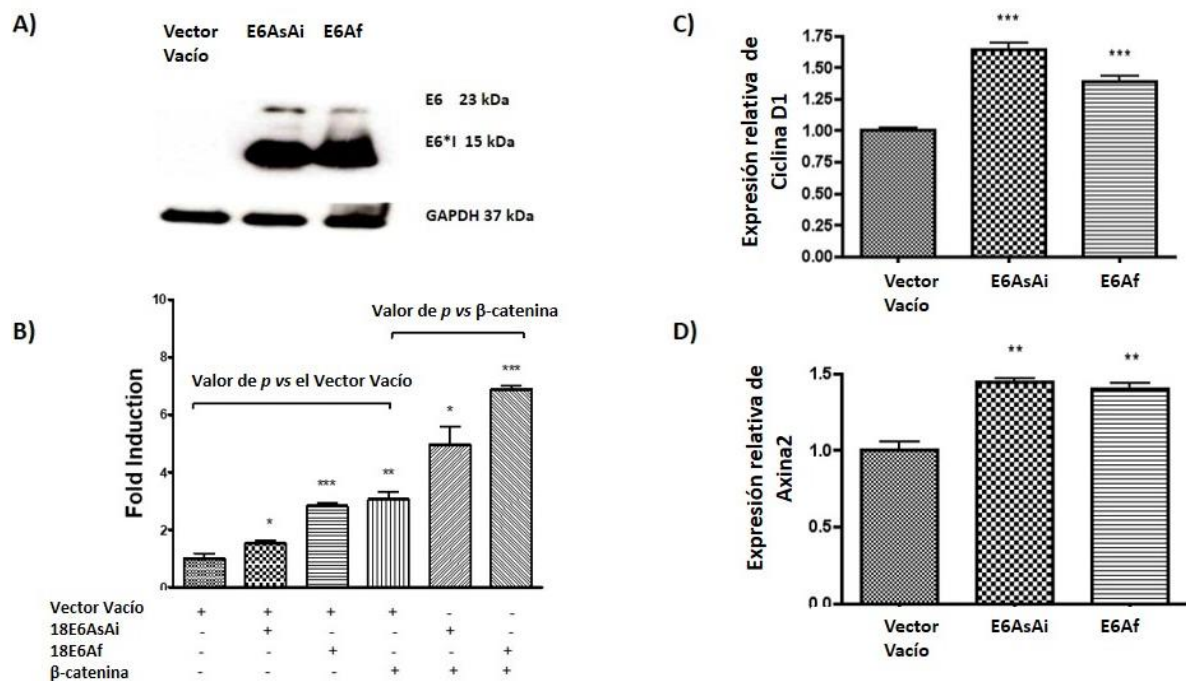 A)
Vector
Vacío
E6AsAi
E6Af
E6 23 kDa
E6*I 15 kDa
GAPDH 37 kDa
B)
Fold Induction
10
8
6
4
2
0
Valor de p vs el Vector Vacío
Valor de p vs β-catenina
*
***
**
*
***
Vector Vacío + + + + - -
18E6AsAi - + - - + -
18E6Af - - + - - +
β-catenina - - - + + +
C)
Expresión relativa de
Ciclina D1
1.75
1.50
1.25
1.00
0.75
0.50
0.25
0.00
***
***
Vector
Vacío
E6AsAi
E6Af
D)
Expresión relativa de
Axina2
1.5
1.0
0.5
0.0
**
**
Vector
Vacío
E6AsAi
E6Af